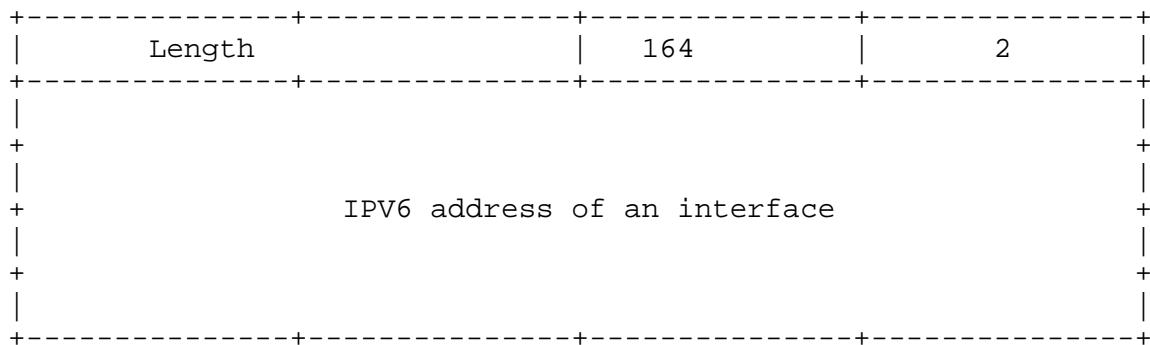 Length 164 2
IPV6 address of an interface